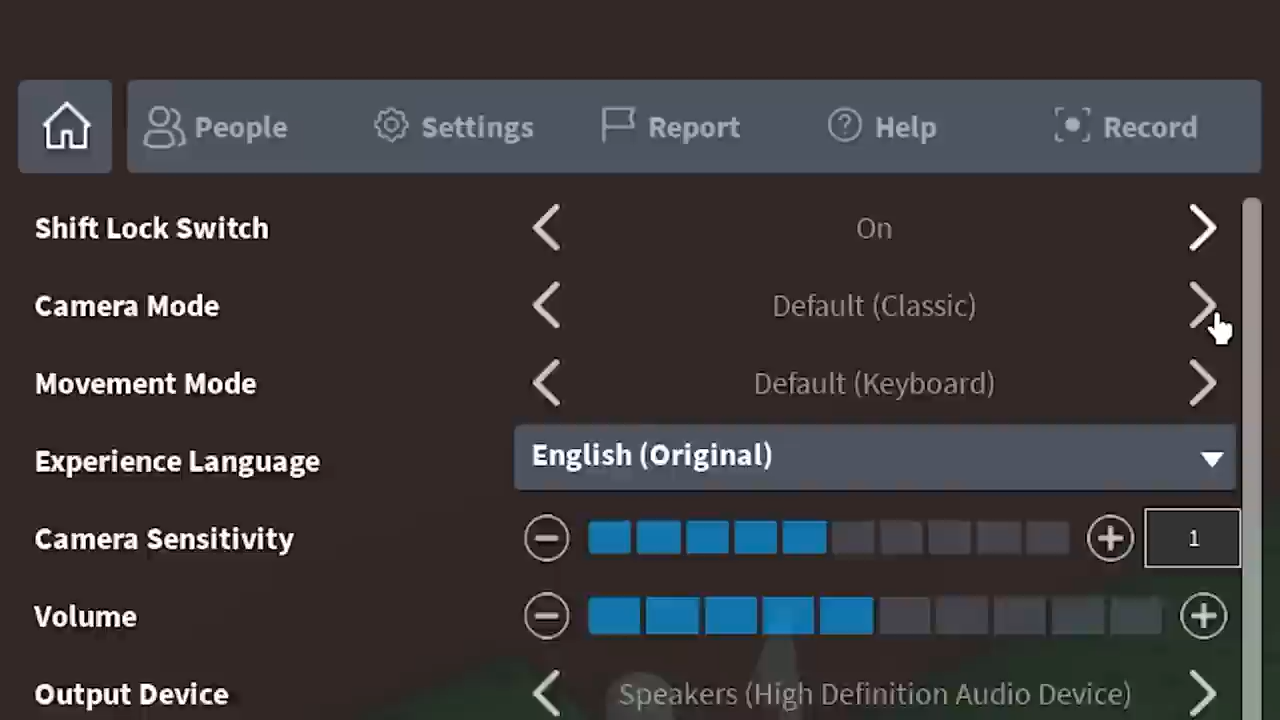 People Settings Report Help Record
Shift Lock Switch On
Camera Mode Default (Classic)
Movement Mode Default (Keyboard)
Experience Language English (Original)
Camera Sensitivity 1
Volume
Output Device Speakers (High Definition Audio Device)